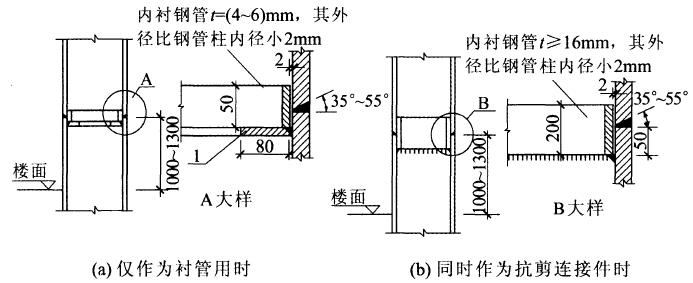 内衬钢管t=(4~6)mm，其外
径比钢管柱内径小2mm
A
2
50
35°~55°
1
80
1000~1300
楼面
A大样
(a) 仅作为衬管用时
内衬钢管t≥16mm，其外
径比钢管柱内径小2mm
B
2
200
35°~55°
50
1000~1300
楼面
B大样
(b) 同时作为抗剪连接件时